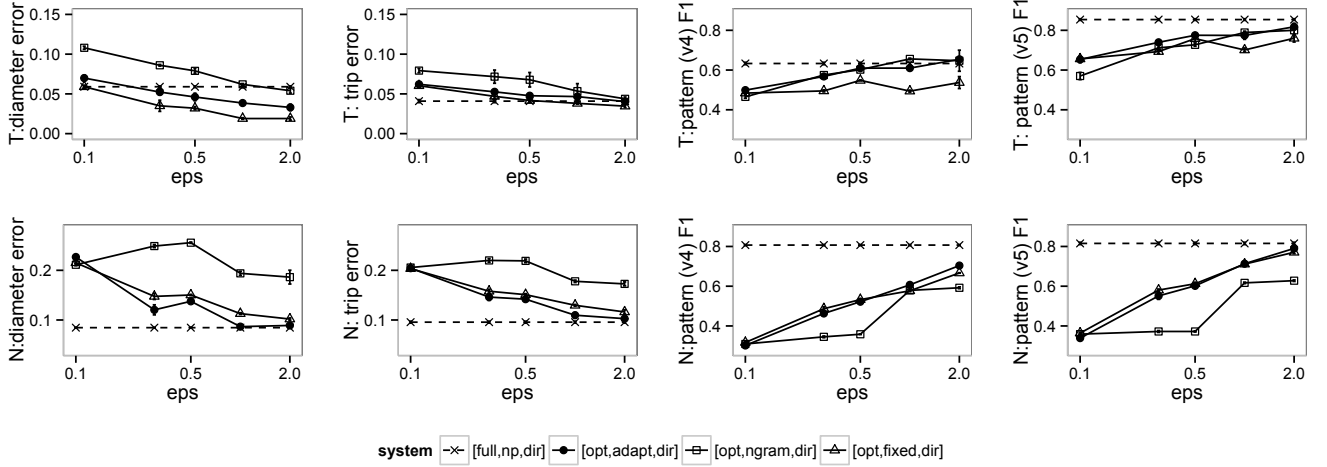 T:diameter error
0.15
0.10
0.05
0.00
0.1
0.5
2.0
eps
T: trip error
0.15
0.10
0.05
0.00
0.1
0.5
2.0
eps
T:pattern (v4) F1
0.8
0.6
0.4
0.1
0.5
2.0
eps
T: pattern (v5) F1
0.8
0.6
0.4
0.1
0.5
2.0
eps
N:diameter error
0.2
0.1
0.1
0.5
2.0
eps
N: trip error
0.2
0.1
0.1
0.5
2.0
eps
N:pattern (v4) F1
0.8
0.6
0.4
0.1
0.5
2.0
eps
N:pattern (v5) F1
0.8
0.6
0.4
0.1
0.5
2.0
eps
system [full,np,dir] [opt,adapt,dir] [opt,ngram,dir] [opt,fixed,dir]